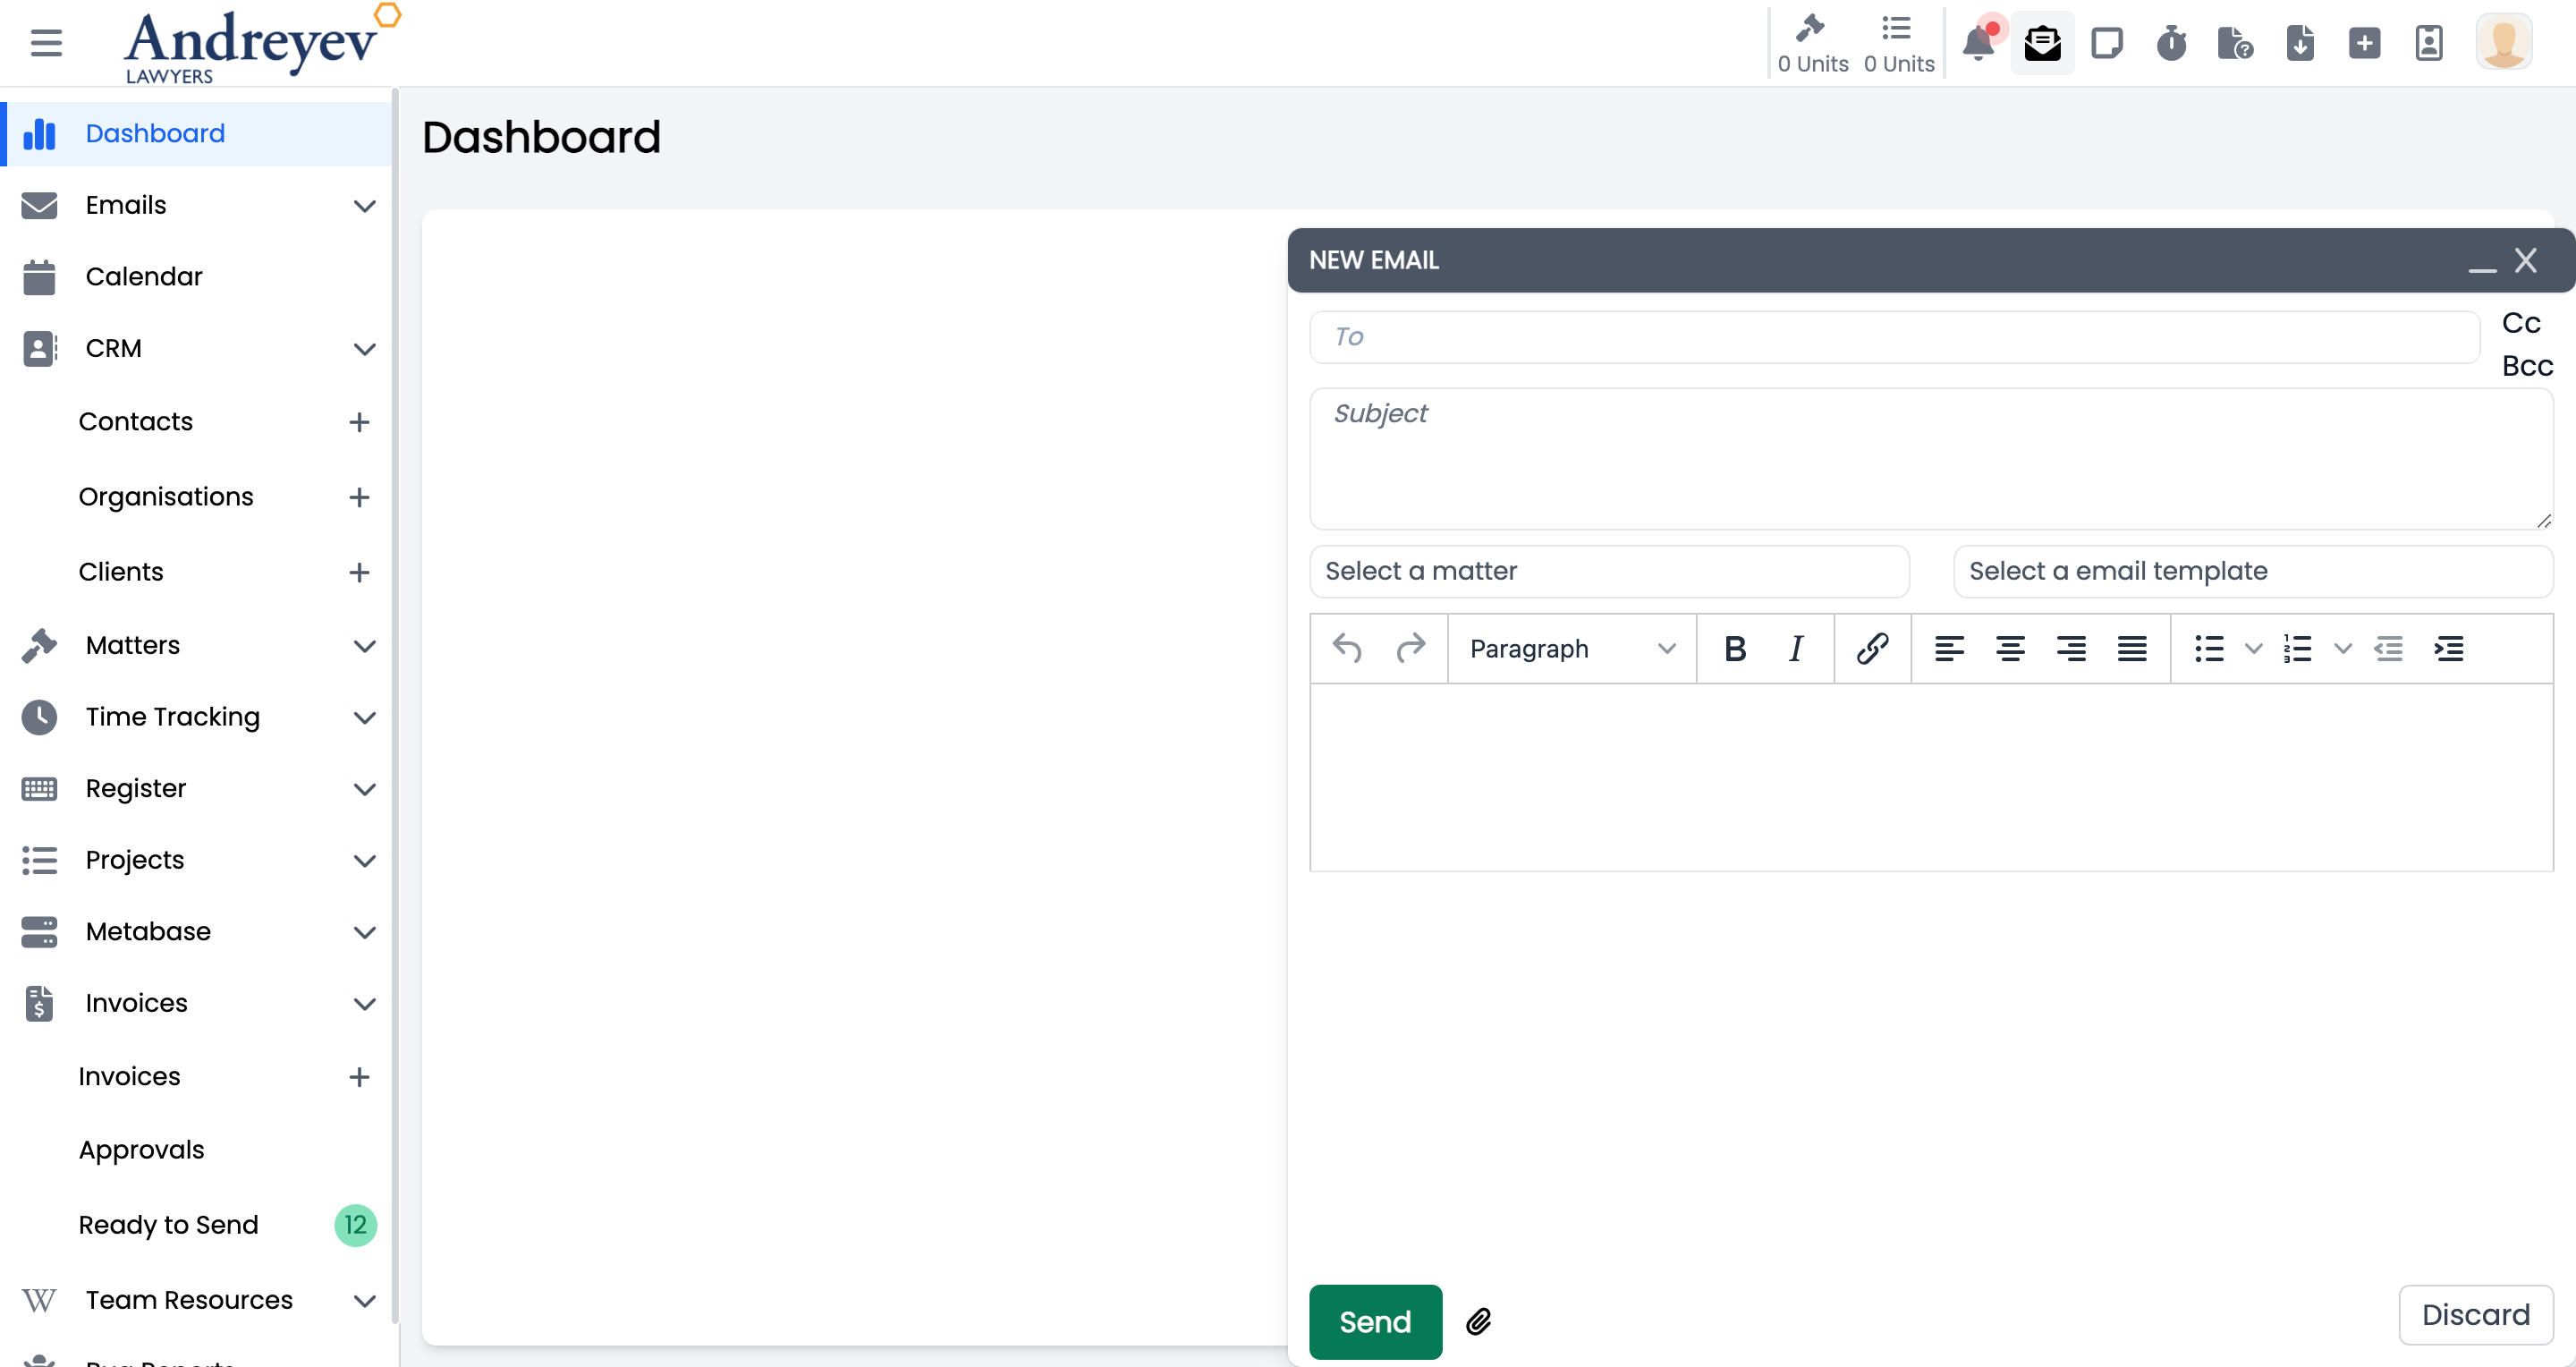 Andreyev
LAWYERS
0 Units 0 Units
Dashboard
Emails
Calendar
CRM
Contacts
Organisations
Clients
Matters
Time Tracking
Register
Projects
Metabase
Invoices
Invoices
Approvals
Ready to Send 12
Team Resources
Dashboard
NEW EMAIL
To
Cc
Bcc
Subject
Select a matter
Select a email template
Paragraph
Send
Discard